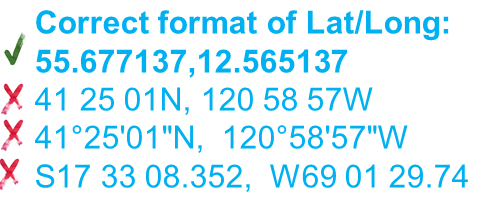 Correct format of Lat/Long:
55.677137,12.565137
41 25 01N, 120 58 57W
41°25'01"N,  120°58'57"W
S17 33 08.352,  W69 01 29.74